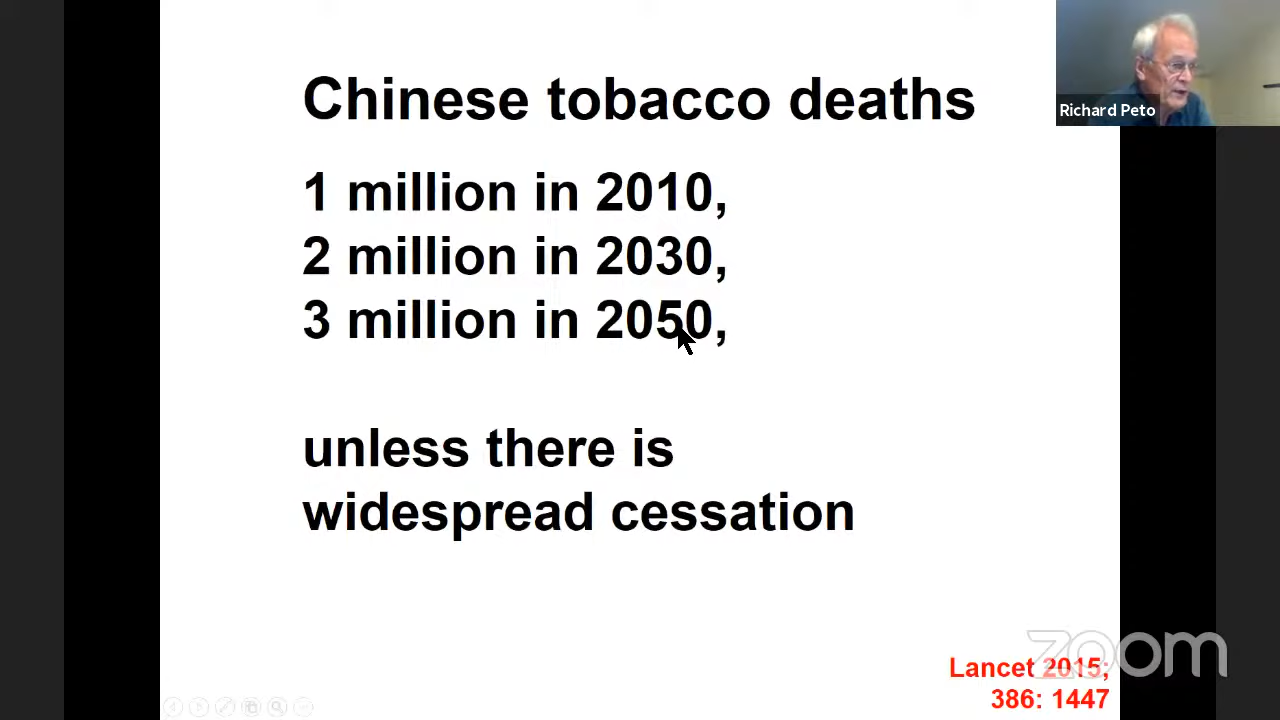 Chinese tobacco deaths
Richard Peto
1 million in 2010,
2 million in 2030,
3 million in 2050,
unless there is
widespread cessation
zoom
Lancet 2015;
386: 1447